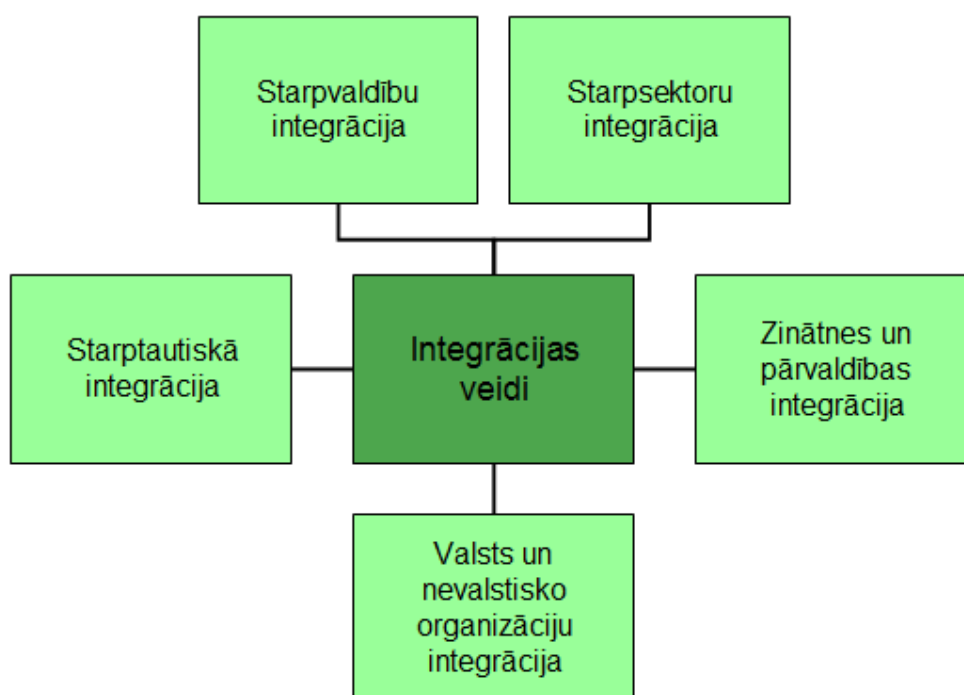 Starpvaldību
integrācija
Starpsektoru
integrācija
Starptautiskā
integrācija
Integrācijas
veidi
Zinātnes un
pārvaldības
integrācija
Valsts un
nevalstisko
organizāciju
integrācija